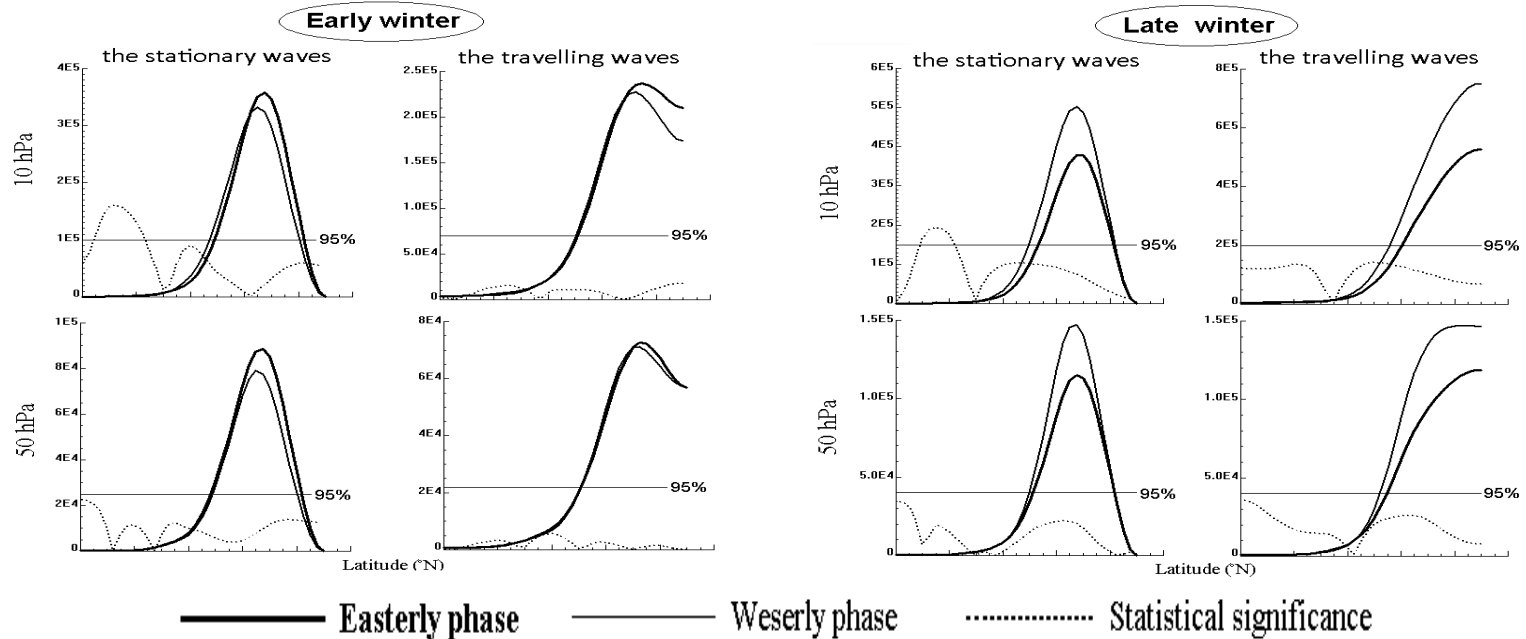 Early winter
Late winter
the stationary waves
the travelling waves
the stationary waves
the travelling waves
10 hPa
4E5
3E5
2E5
1E5
0
95%
2.5E5
2.0E5
1.5E5
1.0E5
5.0E4
0
95%
10 hPa
6E5
5E5
4E5
3E5
2E5
1E5
0
95%
8E5
6E5
4E5
2E5
0
95%
50 hPa
1E5
8E4
6E4
4E4
2E4
0
95%
8E4
6E4
4E4
2E4
0
95%
50 hPa
1.5E5
1.0E5
5.0E4
0
95%
1.5E5
1.0E5
5.0E4
0
95%
Latitude (°N)
Latitude (°N)
Easterly phase
Weserly phase
Statistical significance